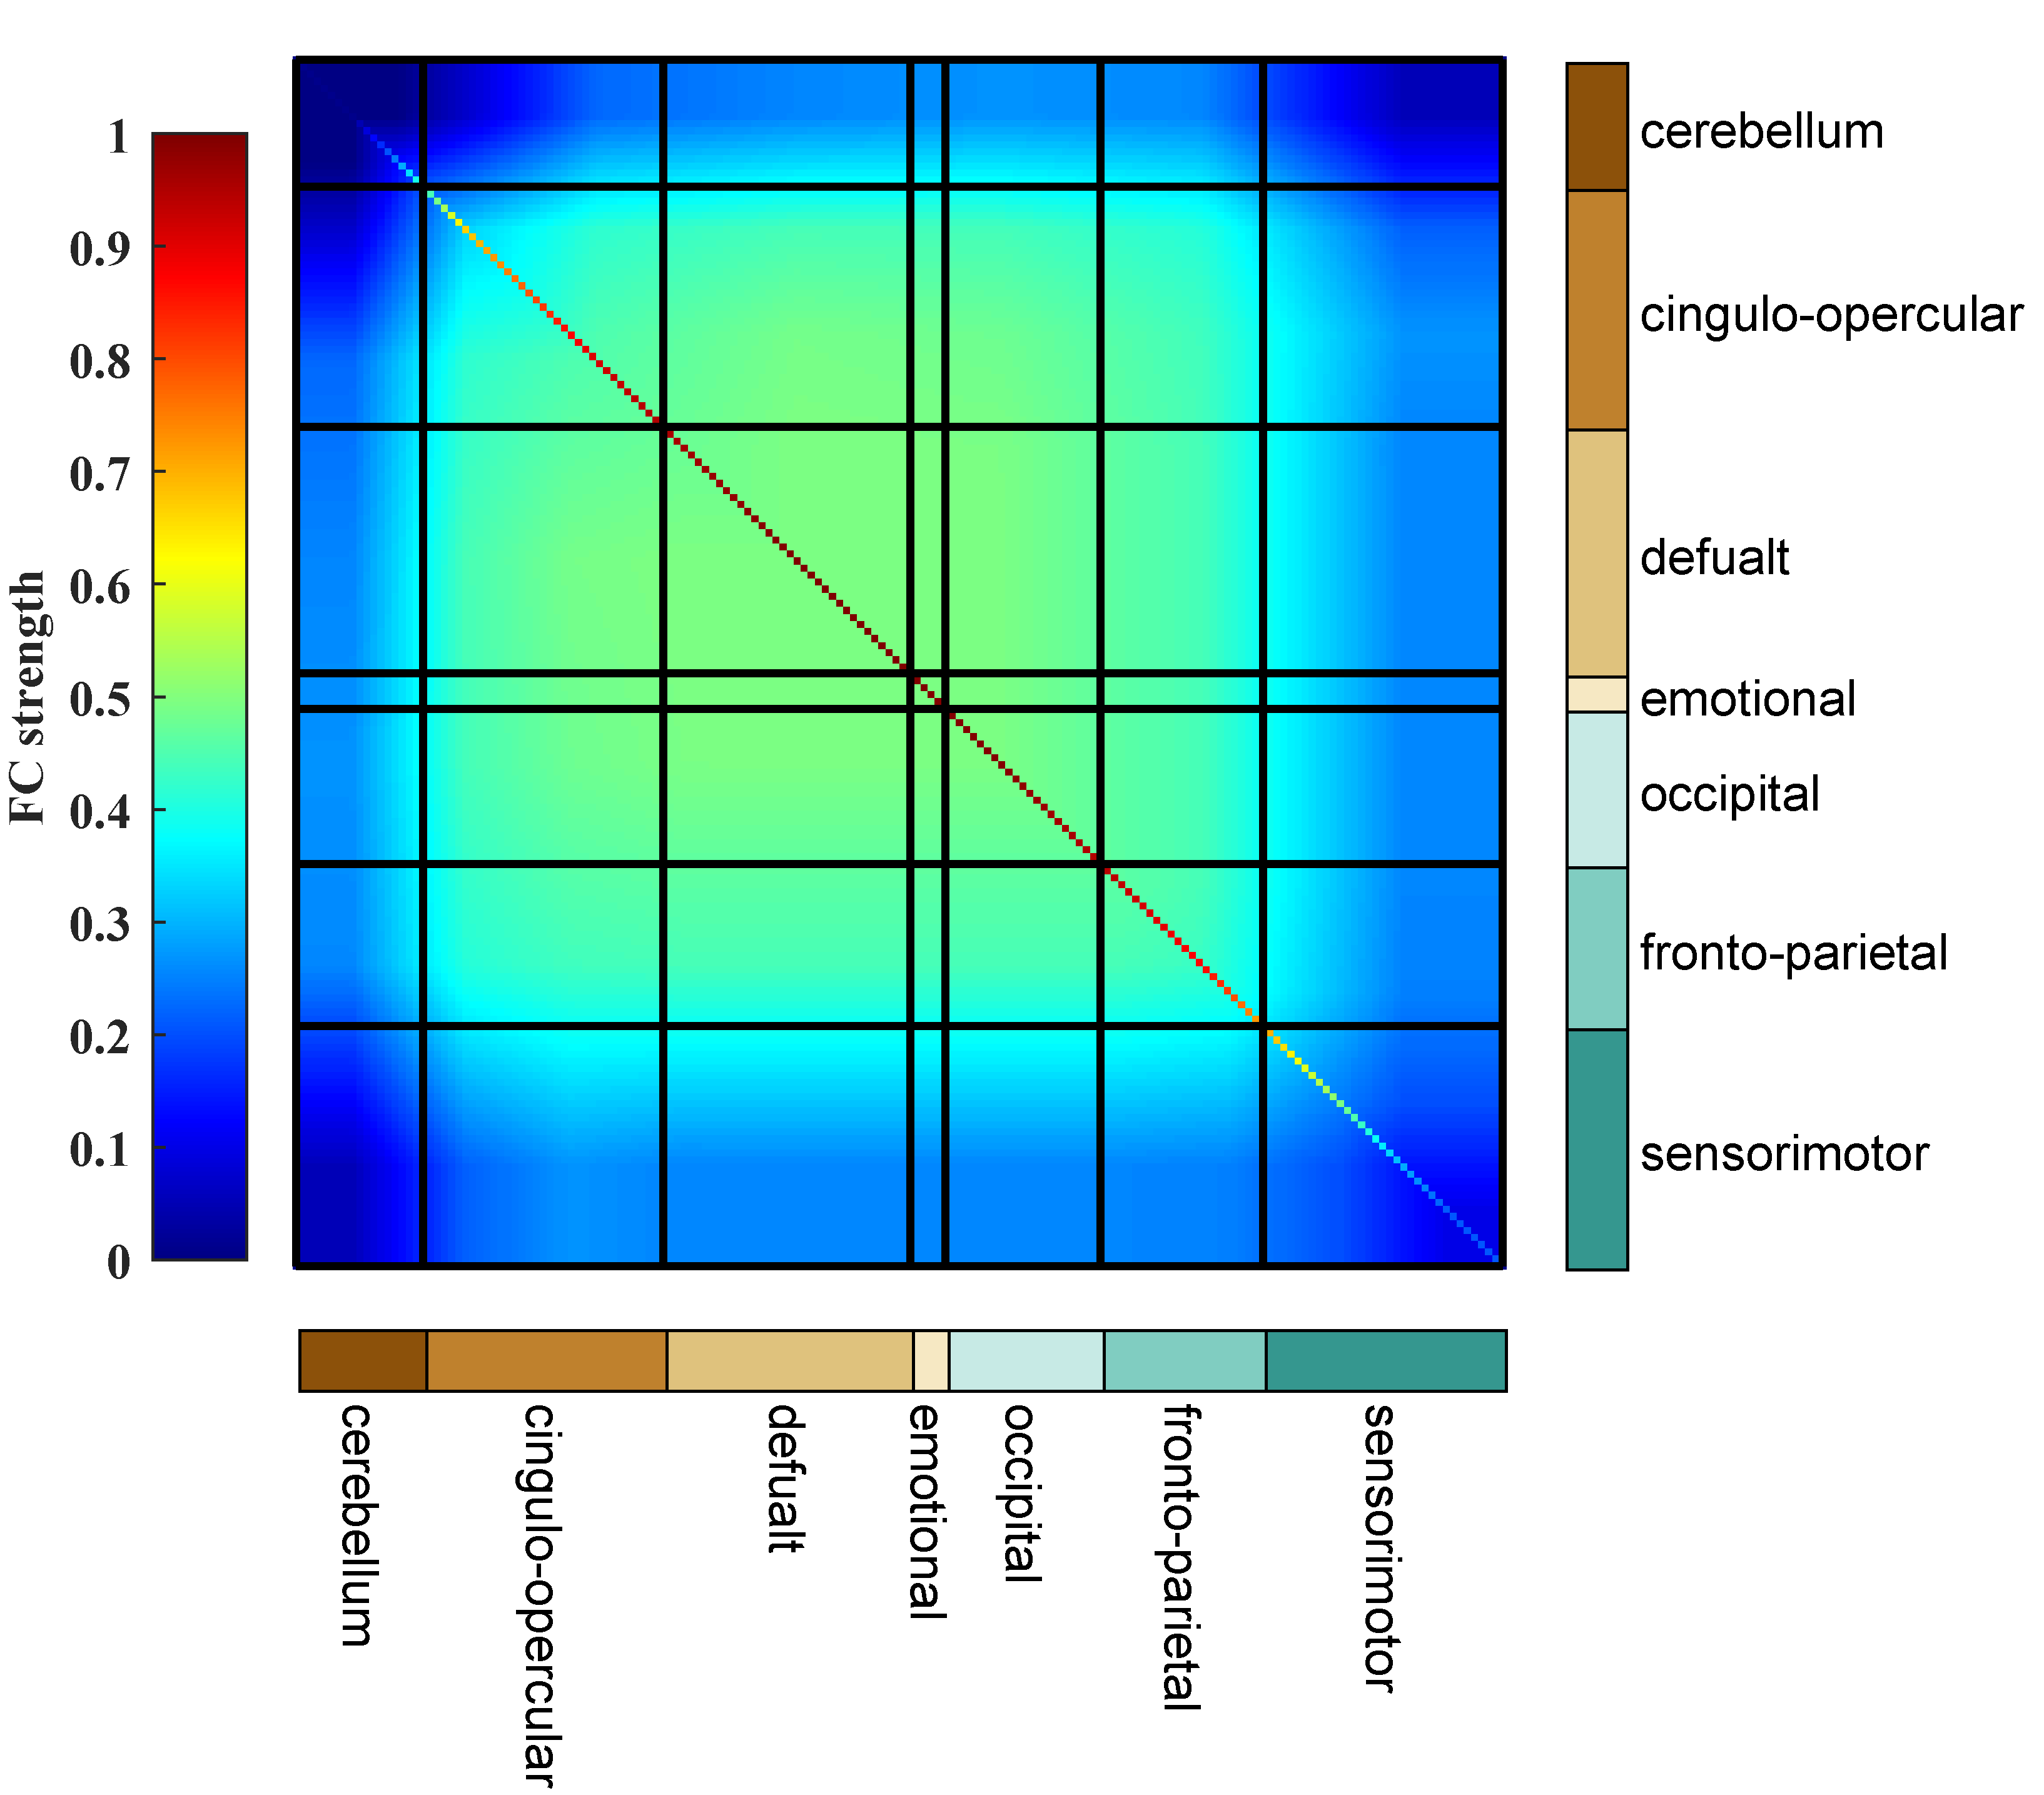 1
0.9
0.8
0.7
0.6
0.5
0.4
0.3
0.2
0.1
0
FC strength
cerebellum
cingulo-opercular
defualt
emotional
occipital
fronto-parietal
sensorimotor
cerebellum
cingulo-opercular
defualt
emotional
occipital
fronto-parietal
sensorimotor